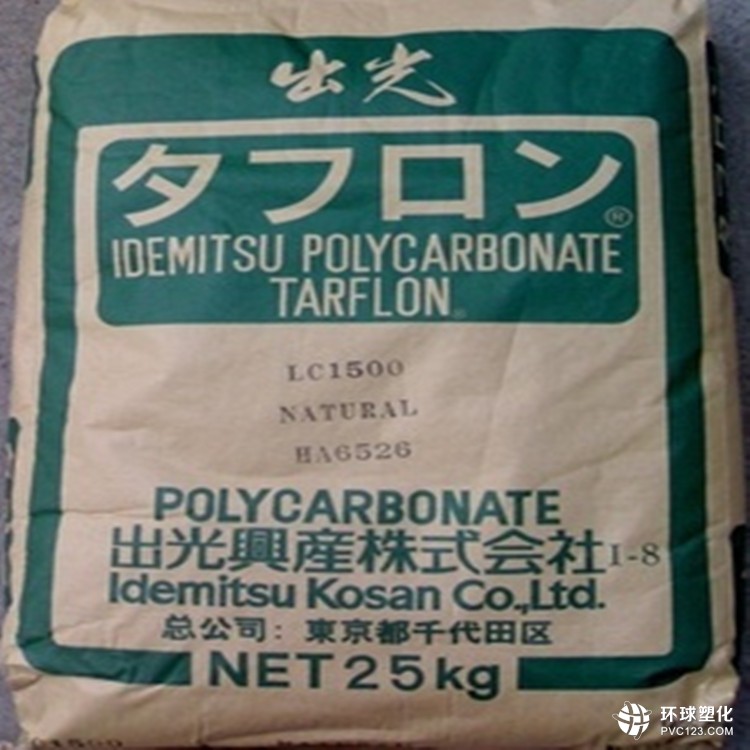 出光
タフロン®
IDEMITSU POLYCARBONATE
TARFLON®
LC1500
NATURAL
HA6526
POLYCARBONATE
出光興産株式会社 I-8
Idemitsu Kosan Co.,Ltd.
总公司：東京都千代田区
NET 25kg
环球塑化
PVC123.COM